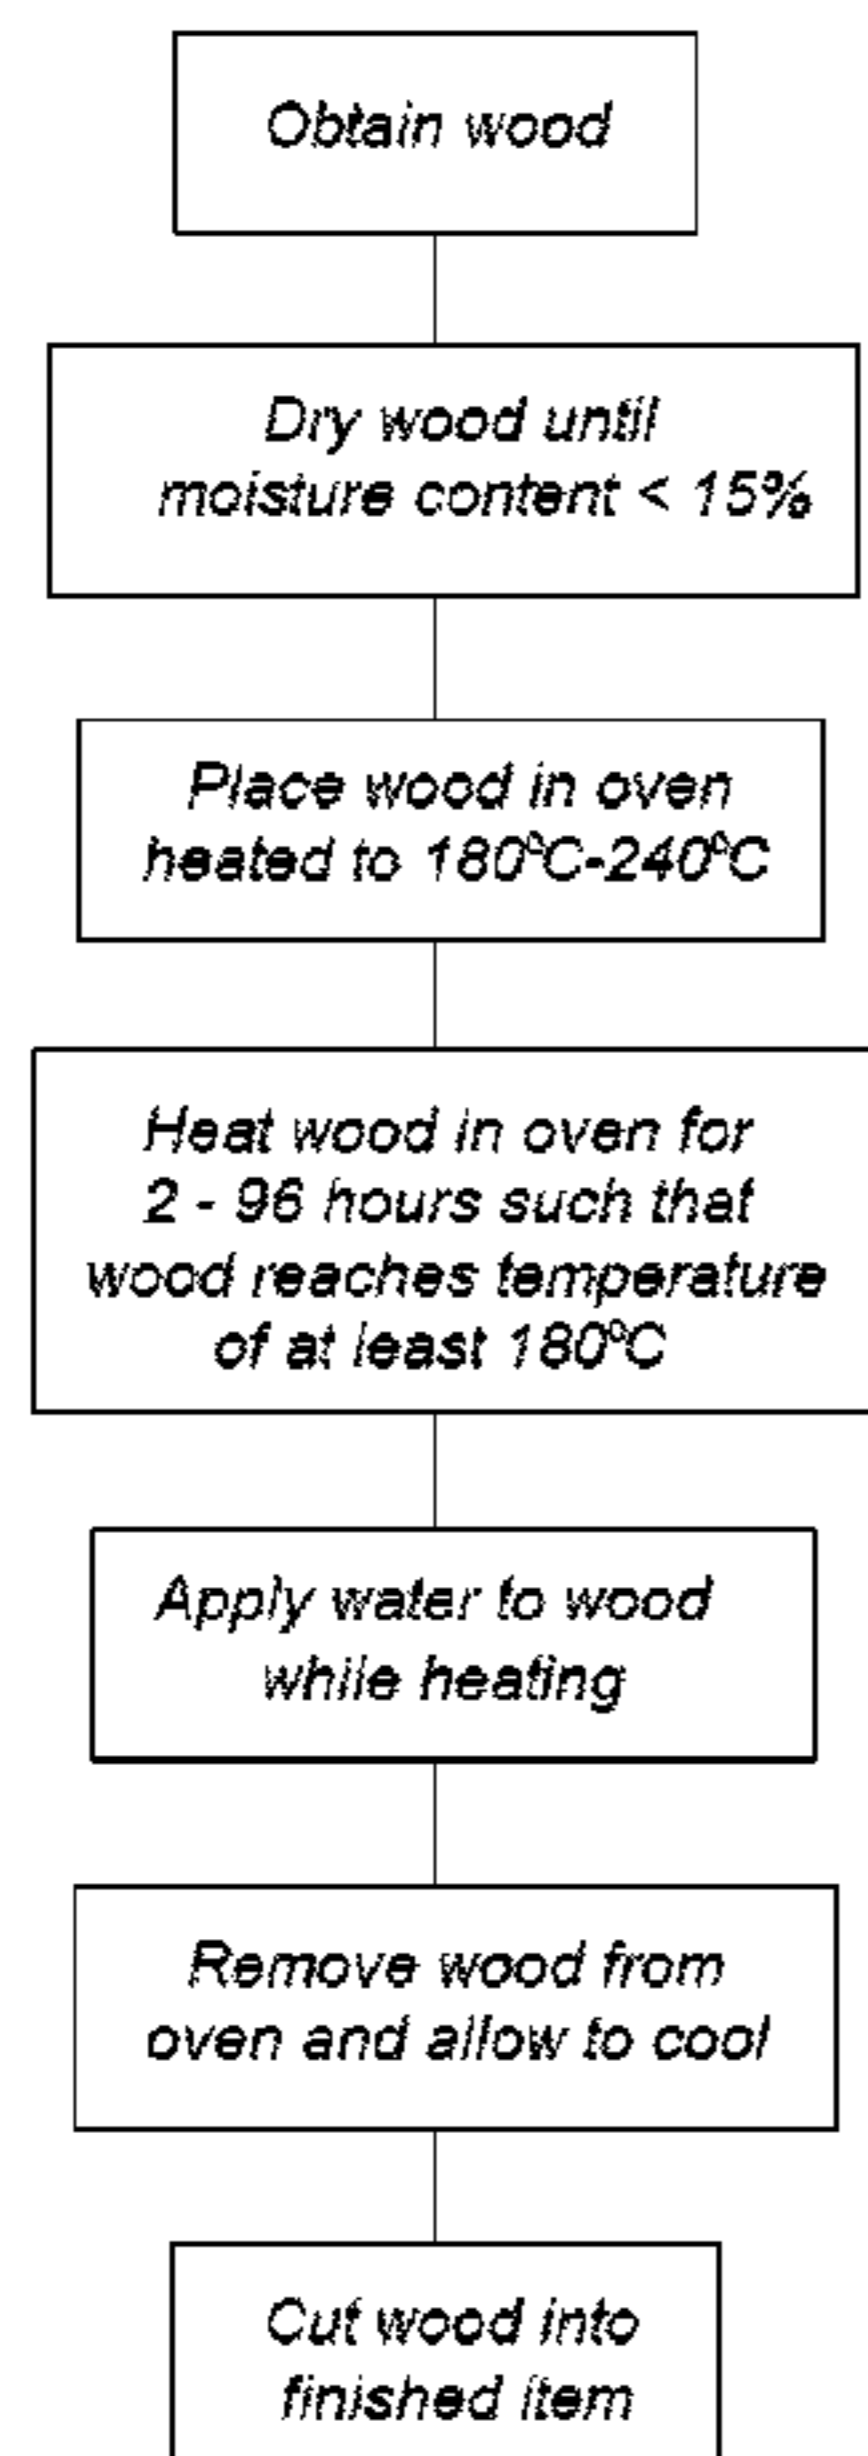 Obtain wood
Dry wood until
moisture content < 15%
Place wood in oven
heated to 180°C-240°C
Heat wood in oven for
2 - 96 hours such that
wood reaches temperature
of at least 180°C
Apply water to wood
while heating
Remove wood from
oven and allow to cool
Cut wood into
finished item